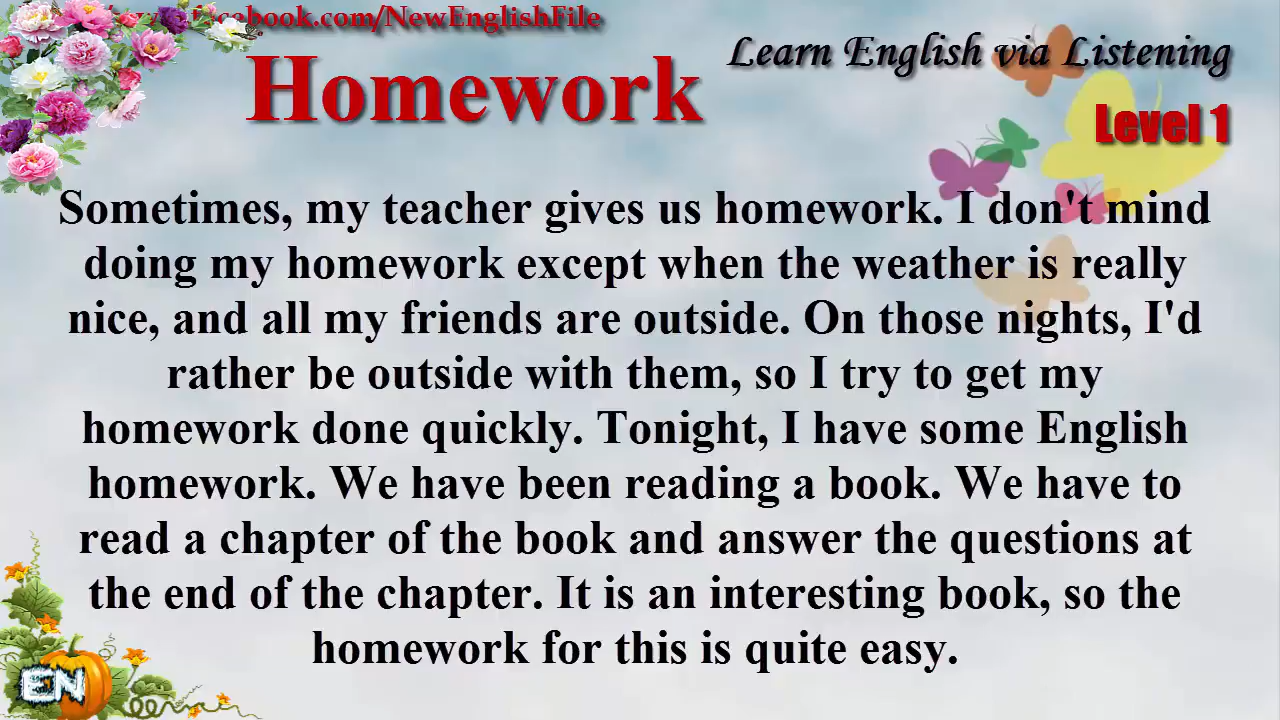 facebook.com/NewEnglishFile
Learn English via Listening
Homework
Level 1
Sometimes, my teacher gives us homework. I don't mind
doing my homework except when the weather is really
nice, and all my friends are outside. On those nights, I'd
rather be outside with them, so I try to get my
homework done quickly. Tonight, I have some English
homework. We have been reading a book. We have to
read a chapter of the book and answer the questions at
the end of the chapter. It is an interesting book, so the
homework for this is quite easy.
EN